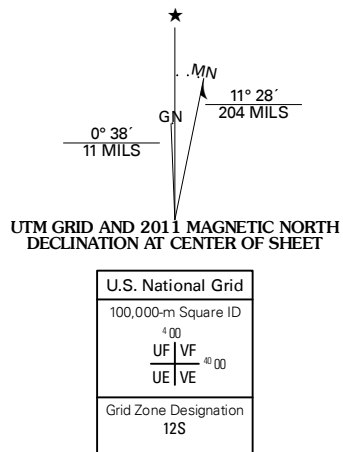 ★
MN
11° 28´
204 MILS
GN
0° 38´
11 MILS
UTM GRID AND 2011 MAGNETIC NORTH
DECLINATION AT CENTER OF SHEET
U.S. National Grid
100,000-m Square ID
4 00
UF VF
40 00
UE VE
Grid Zone Designation
12S